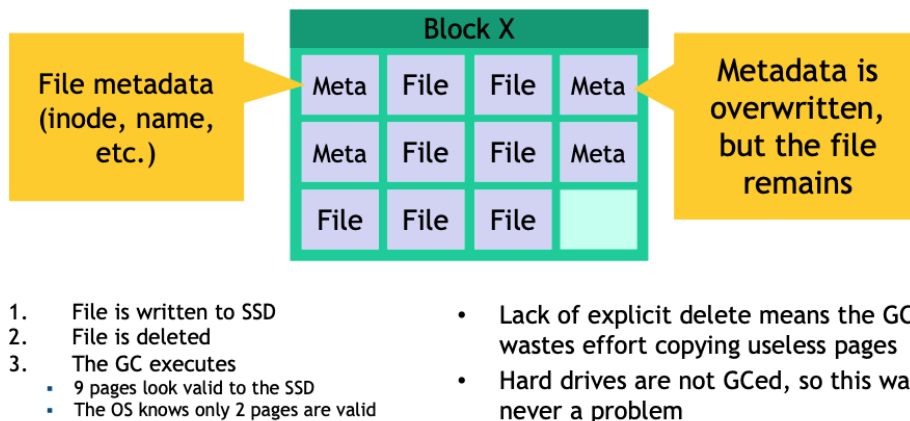 Block X
File metadata
(inode, name,
etc.)
Meta File File Meta
Meta File File Meta
File File File
Metadata is
overwritten,
but the file
remains
1. File is written to SSD
2. File is deleted
3. The GC executes
▪ 9 pages look valid to the SSD
▪ The OS knows only 2 pages are valid
• Lack of explicit delete means the GC
wastes effort copying useless pages
• Hard drives are not GCed, so this wa
never a problem